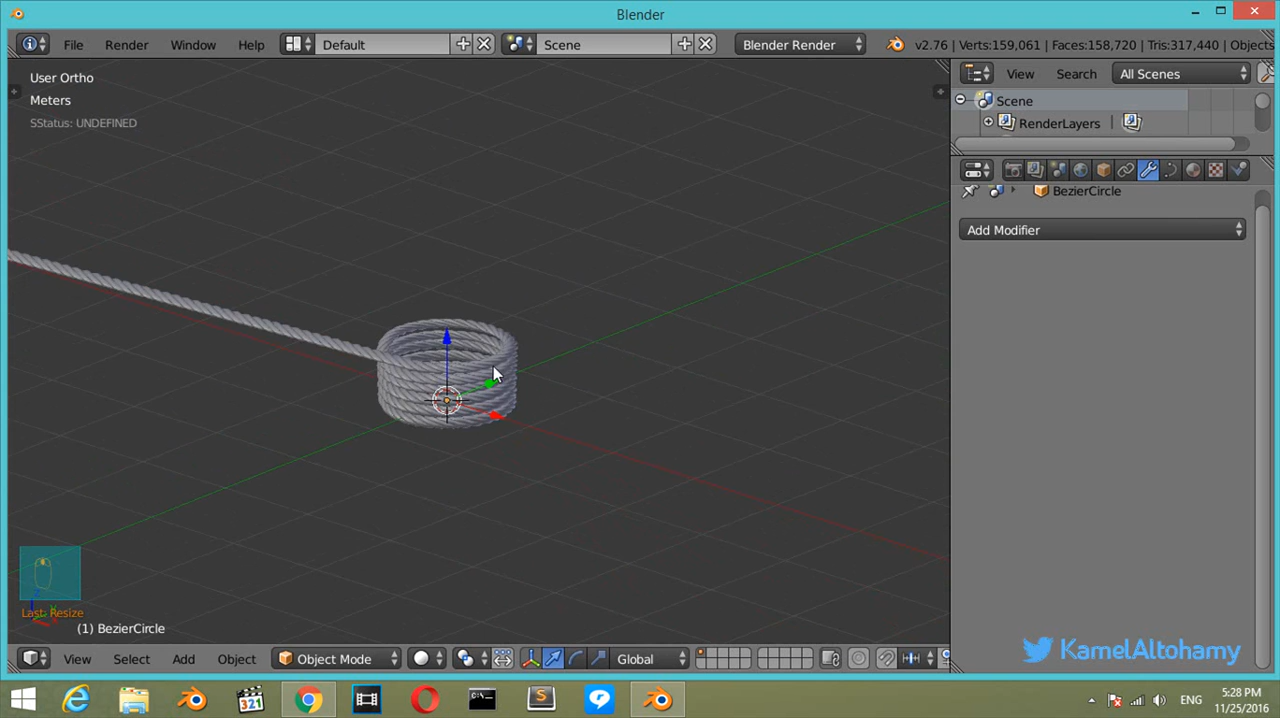 Blender
File Render Window Help Default Scene Blender Render v2.76 | Verts:159,061 | Faces:158,720 | Tris:317,440 | Objects
User Ortho
Meters
SStatus: UNDEFINED
View Search All Scenes
Scene
RenderLayers
BezierCircle
Add Modifier
Last: Resize
(1) BezierCircle
View Select Add Object Object Mode Global
KamelAltohamy
321
ENG
5:28 PM
11/25/2016